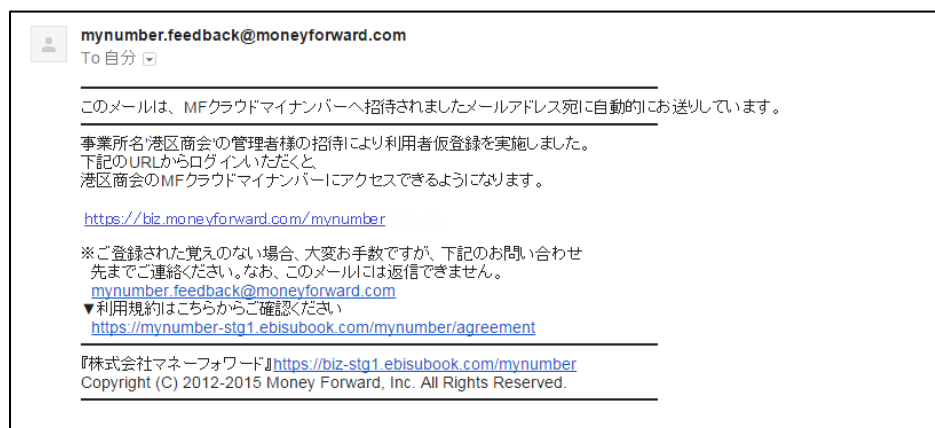 mynumber.feedback@moneyforward.com
To 自分
このメールは、MFクラウドマイナンバーへ招待されましたメールアドレス宛に自動的にお送りしています。
事業所名'港区商会'の管理者様の招待により利用者仮登録を実施しました。
下記のURLからログインいただくと、
港区商会のMFクラウドマイナンバーにアクセスできるようになります。
https://biz.moneyforward.com/mynumber
※ご登録された覚えのない場合、大変お手数ですが、下記のお問い合わせ
先までご連絡ください。なお、このメールには返信できません。
mynumber.feedback@moneyforward.com
▼利用規約はこちらからご確認ください
https://mynumber-stg1.ebisubook.com/mynumber/agreement
『株式会社マネーフォワード』https://biz-stg1.ebisubook.com/mynumber
Copyright (C) 2012-2015 Money Forward, Inc. All Rights Reserved.